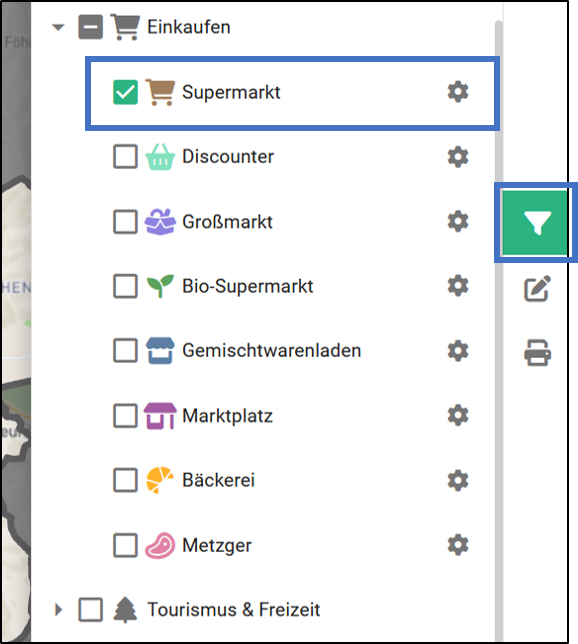 Einkaufen
Supermarkt
Discounter
Großmarkt
Bio-Supermarkt
Gemischtwarenladen
Marktplatz
Bäckerei
Metzger
Tourismus & Freizeit